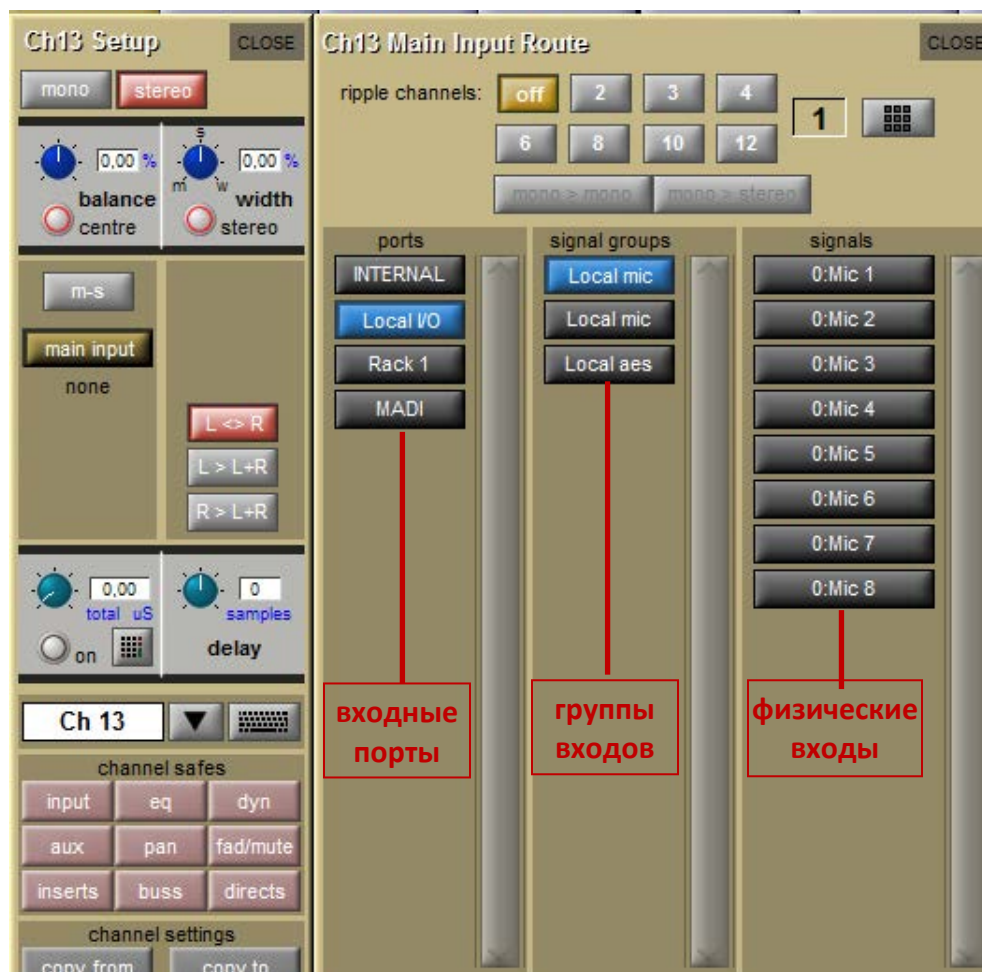 Ch13 Setup
CLOSE
mono
stereo
0,00 %
s
0,00 %
m
w
balance
width
centre
stereo
m-s
main input
none
L <> R
L > L+R
R > L+R
0,00
0
total uS
samples
on
delay
Ch 13
channel safes
input eq dyn
aux pan fad/mute
inserts buss directs
channel settings
copy from copy to
Ch13 Main Input Route
CLOSE
ripple channels:
off 2 3 4
6 8 10 12
1
mono > mono mono > stereo
ports
INTERNAL
Local I/O
Rack 1
MADI
входные
порты
signal groups
Local mic
Local mic
Local aes
группы
входов
signals
0:Mic 1
0:Mic 2
0:Mic 3
0:Mic 4
0:Mic 5
0:Mic 6
0:Mic 7
0:Mic 8
физические
входы